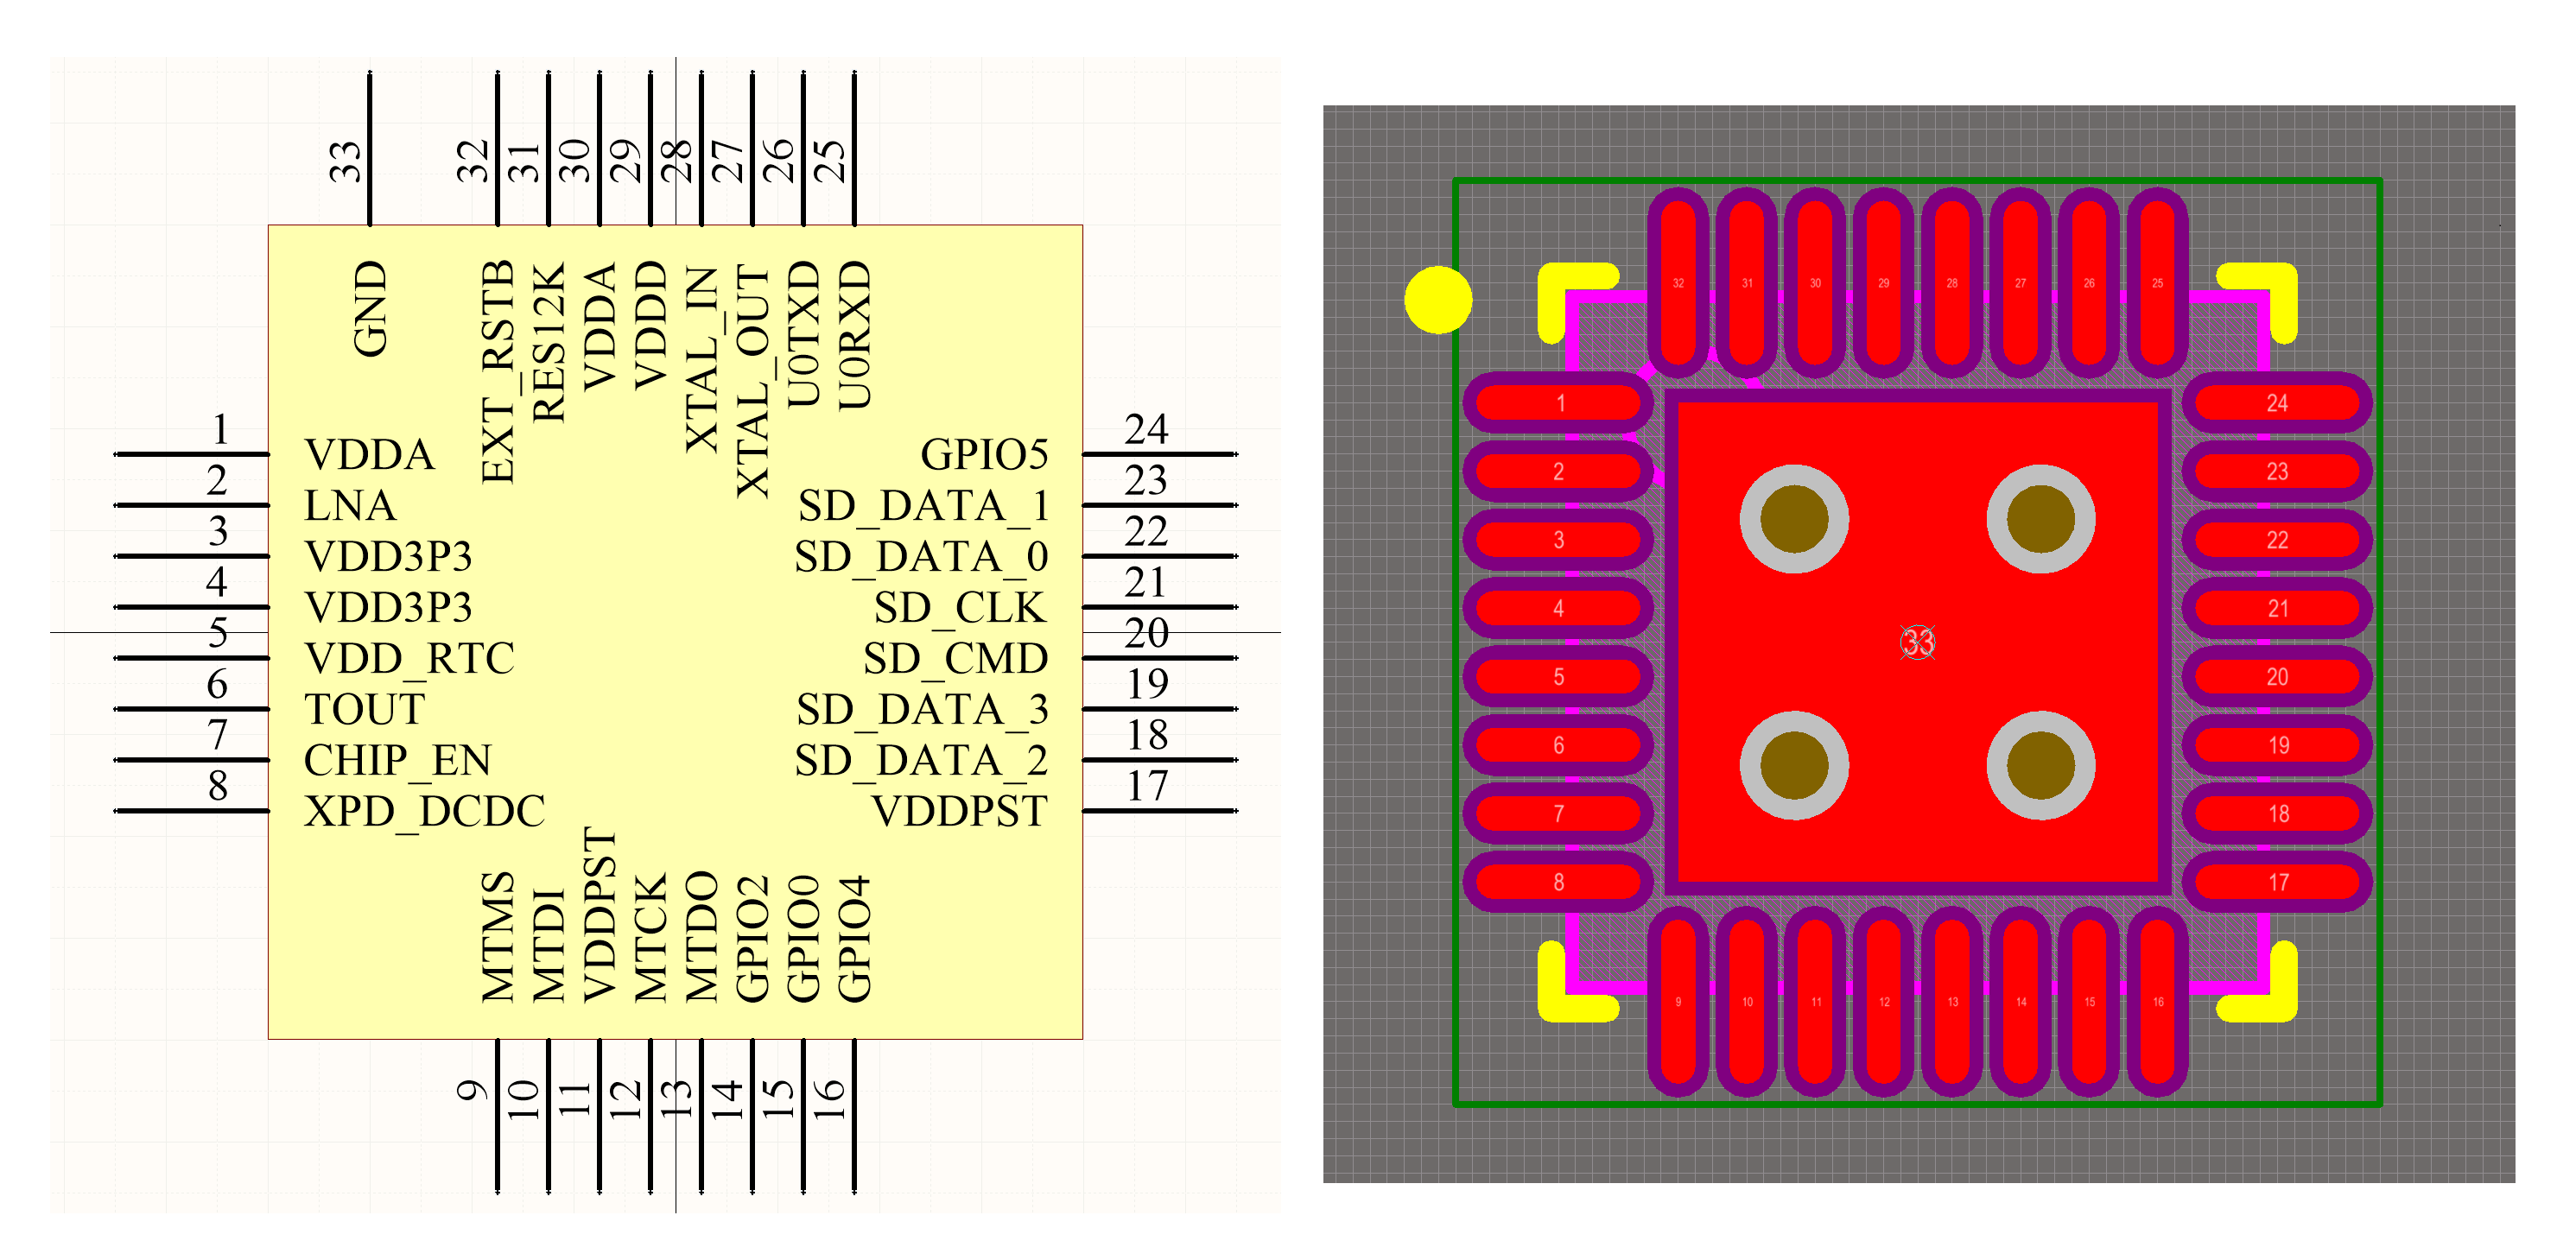 33
32
31
30
29
28
27
26
25
GND
EXT_RSTB
RES12K
VDDA
VDDD
XTAL_IN
XTAL_OUT
U0TXD
U0RXD
1
VDDA
2
LNA
3
VDD3P3
4
VDD3P3
5
VDD_RTC
6
TOUT
7
CHIP_EN
8
XPD_DCDC
24
GPIO5
23
SD_DATA_1
22
SD_DATA_0
21
SD_CLK
20
SD_CMD
19
SD_DATA_3
18
SD_DATA_2
17
VDDPST
MTMS
MTDI
VDDPST
MTCK
MTDO
GPIO2
GPIO0
GPIO4
9
10
11
12
13
14
15
16
32 31 30 29 28 27 26 25
1 24
2 23
3 22
4 21
33
5 20
6 19
7 18
8 17
9 10 11 12 13 14 15 16